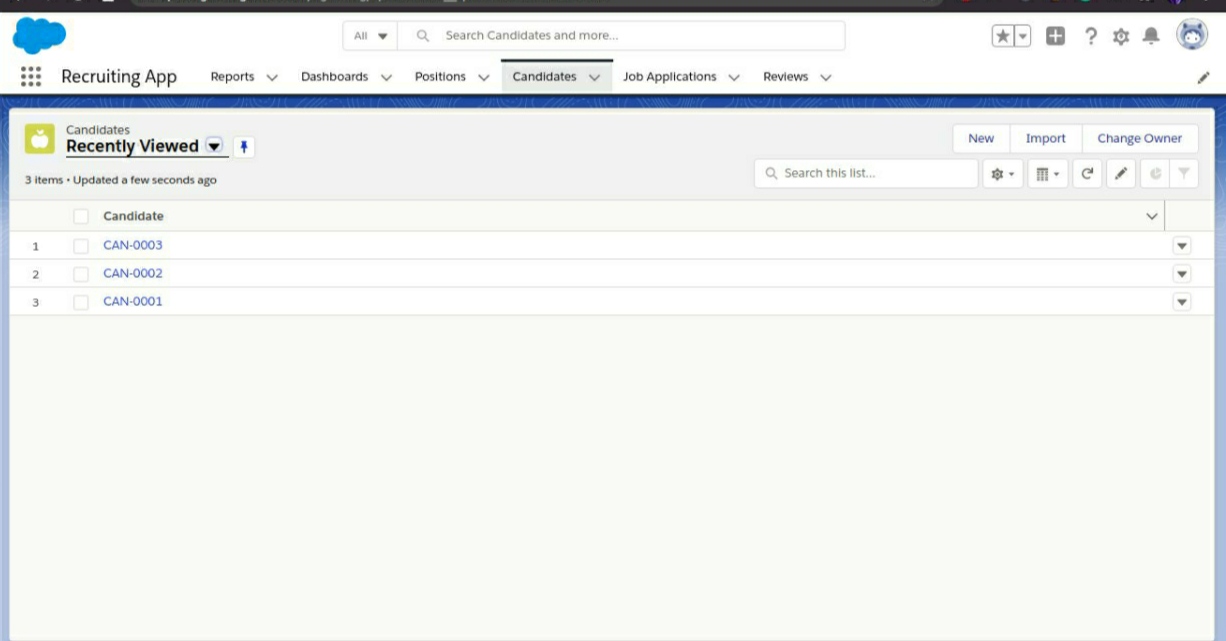 All
Search Candidates and more...
Recruiting App Reports Dashboards Positions Candidates Job Applications Reviews
Candidates
Recently Viewed
New Import Change Owner
3 items • Updated a few seconds ago
Search this list...
Candidate
1 CAN-0003
2 CAN-0002
3 CAN-0001